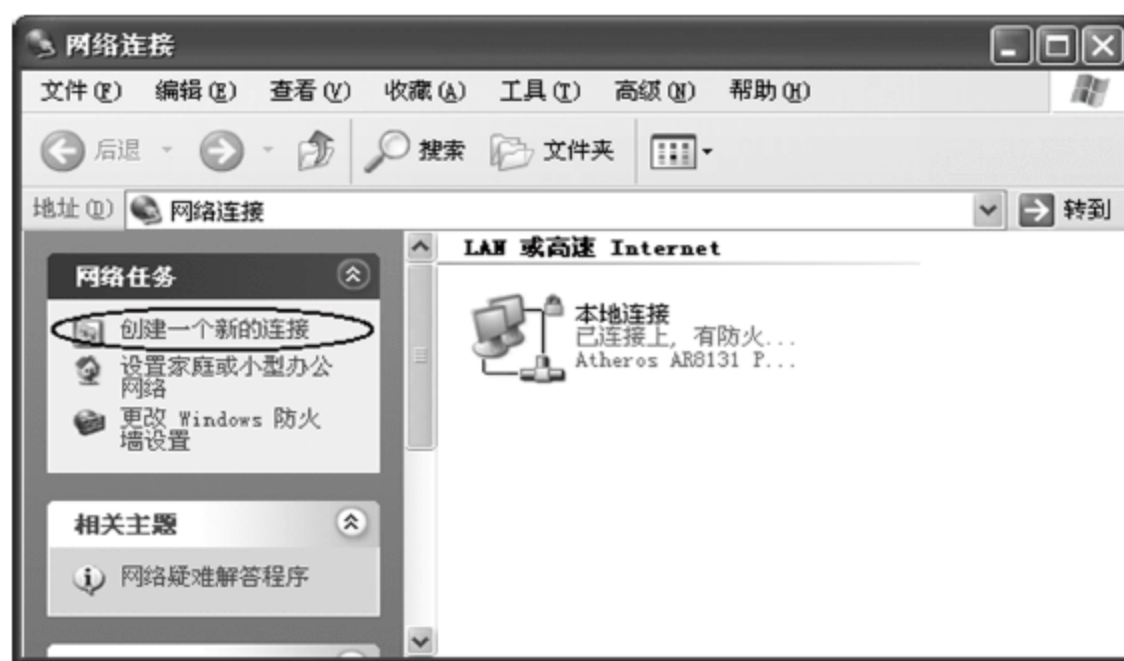 网络连接
文件(F) 编辑(E) 查看(V) 收藏(A) 工具(T) 高级(N) 帮助(H)
后退 搜索 文件夹
地址(D) 网络连接 转到
网络任务
创建一个新的连接
设置家庭或小型办公
网络
更改 Windows 防火
墙设置
相关主题
网络疑难解答程序
LAN 或高速 Internet
本地连接
已连接上, 有防火...
Atheros AR8131 P...